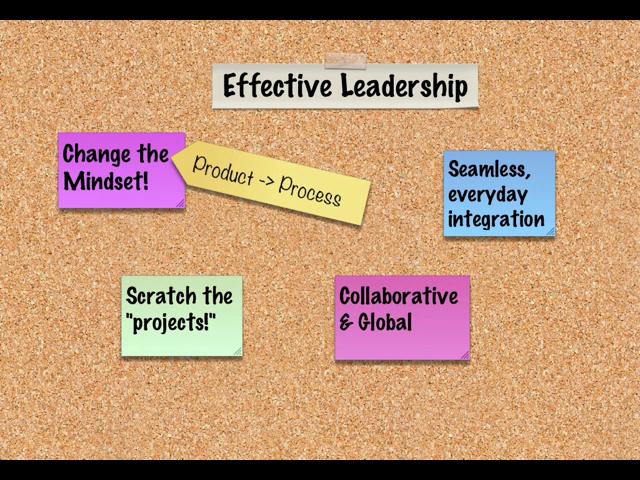 Effective Leadership
Change the
Mindset!
Product -> Process
Seamless,
everyday
integration
Scratch the
"projects!"
Collaborative
& Global